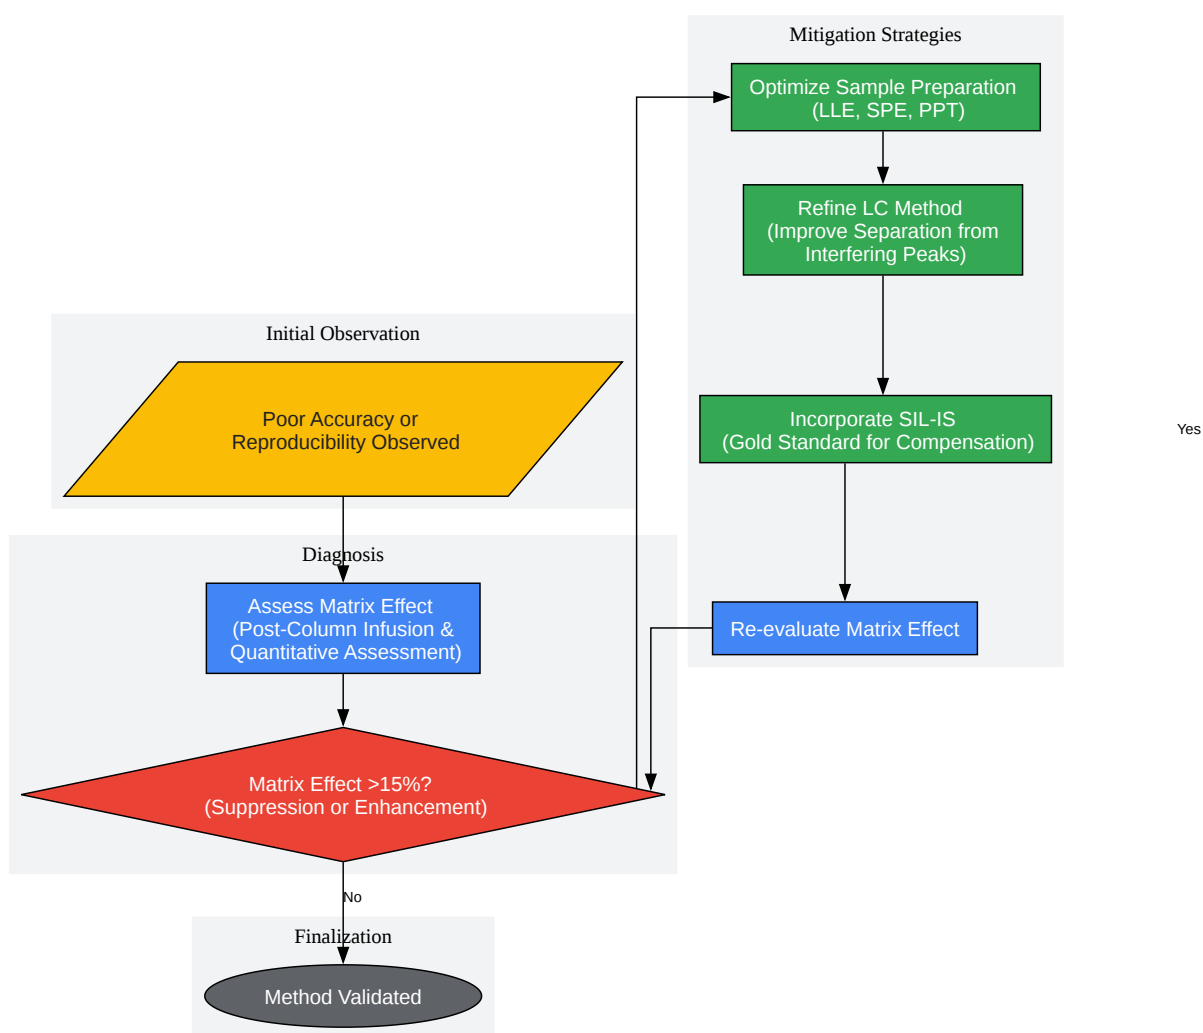 Mitigation Strategies
Optimize Sample Preparation
(LLE, SPE, PPT)
Refine LC Method
(Improve Separation from
Interfering Peaks)
Initial Observation
Poor Accuracy or
Reproducibility Observed
Incorporate SIL-IS
(Gold Standard for Compensation)
Yes
Diagnosis
Assess Matrix Effect
(Post-Column Infusion &
Quantitative Assessment)
Re-evaluate Matrix Effect
Matrix Effect >15%?
(Suppression or Enhancement)
No
Finalization
Method Validated